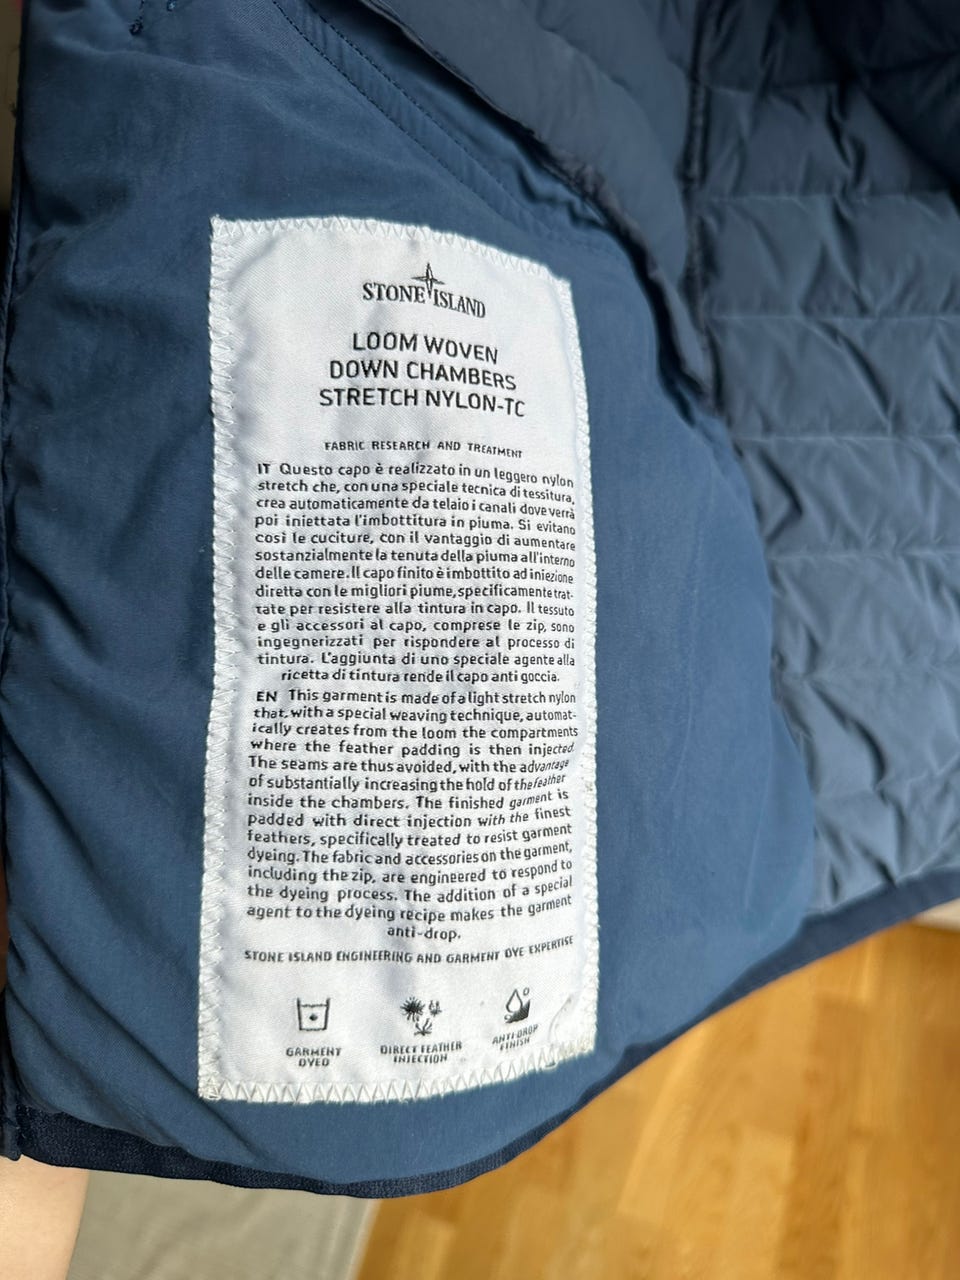 STONE ISLAND
LOOM WOVEN
DOWN CHAMBERS
STRETCH NYLON-TC
FABRIC RESEARCH AND TREATMENT
IT Questo capo è realizzato in un leggero nylon
stretch che, con una speciale tecnica di tessitura,
crea automaticamente da telaio i canali dove verrà
poi iniettata l'imbottitura in piuma. Si evitano
così le cuciture, con il vantaggio di aumentare
sostanzialmente la tenuta della piuma all'interno
delle camere. Il capo finito è imbottito ad iniezione
diretta con le migliori piume, specificamente trat-
tate per resistere alla tintura in capo. Il tessuto
e gli accessori al capo, comprese le zip, sono
ingegnerizzati per rispondere al processo di
tintura. L'aggiunta di uno speciale agente alla
ricetta di tintura rende il capo anti goccia.
EN This garment is made of a light stretch nylon
that, with a special weaving technique, automat-
ically creates from the loom the compartments
where the feather padding is then injected.
The seams are thus avoided, with the advantage
of substantially increasing the hold of the feather
inside the chambers. The finished garment is
padded with direct injection with the finest
feathers, specifically treated to resist garment
dyeing. The fabric and accessories on the garment,
including the zip, are engineered to respond to
the dyeing process. The addition of a special
agent to the dyeing recipe makes the garment
anti-drop.
STONE ISLAND ENGINEERING AND GARMENT DYE EXPERTISE
GARMENT
DYED
DIRECT FEATHER
INJECTION
ANTI-DROP
FINISH